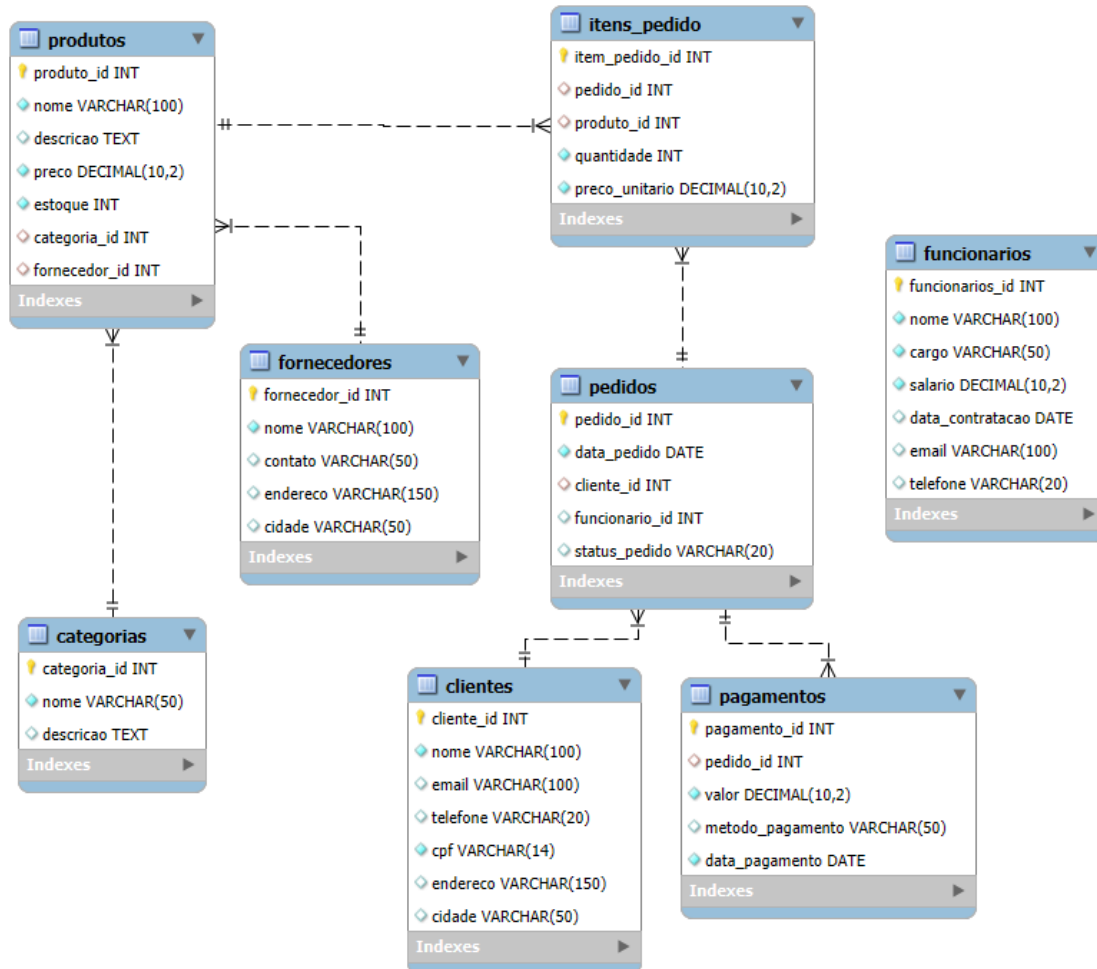 produtos
produto_id INT
nome VARCHAR(100)
descricao TEXT
preco DECIMAL(10,2)
estoque INT
categoria_id INT
fornecedor_id INT
Indexes
itens_pedido
item_pedido_id INT
pedido_id INT
produto_id INT
quantidade INT
preco_unitario DECIMAL(10,2)
Indexes
funcionarios
funcionarios_id INT
nome VARCHAR(100)
cargo VARCHAR(50)
salario DECIMAL(10,2)
data_contratacao DATE
email VARCHAR(100)
telefone VARCHAR(20)
Indexes
fornecedores
fornecedor_id INT
nome VARCHAR(100)
contato VARCHAR(50)
endereco VARCHAR(150)
cidade VARCHAR(50)
Indexes
pedidos
pedido_id INT
data_pedido DATE
cliente_id INT
funcionario_id INT
status_pedido VARCHAR(20)
Indexes
categorias
categoria_id INT
nome VARCHAR(50)
descricao TEXT
Indexes
clientes
cliente_id INT
nome VARCHAR(100)
email VARCHAR(100)
telefone VARCHAR(20)
cpf VARCHAR(14)
endereco VARCHAR(150)
cidade VARCHAR(50)
Indexes
pagamentos
pagamento_id INT
pedido_id INT
valor DECIMAL(10,2)
metodo_pagamento VARCHAR(50)
data_pagamento DATE
Indexes